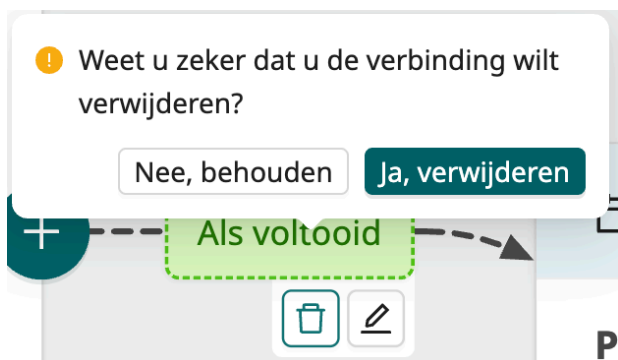 Weet u zeker dat u de verbinding wilt
verwijderen?
Nee, behouden
Ja, verwijderen
Als voltooid
P